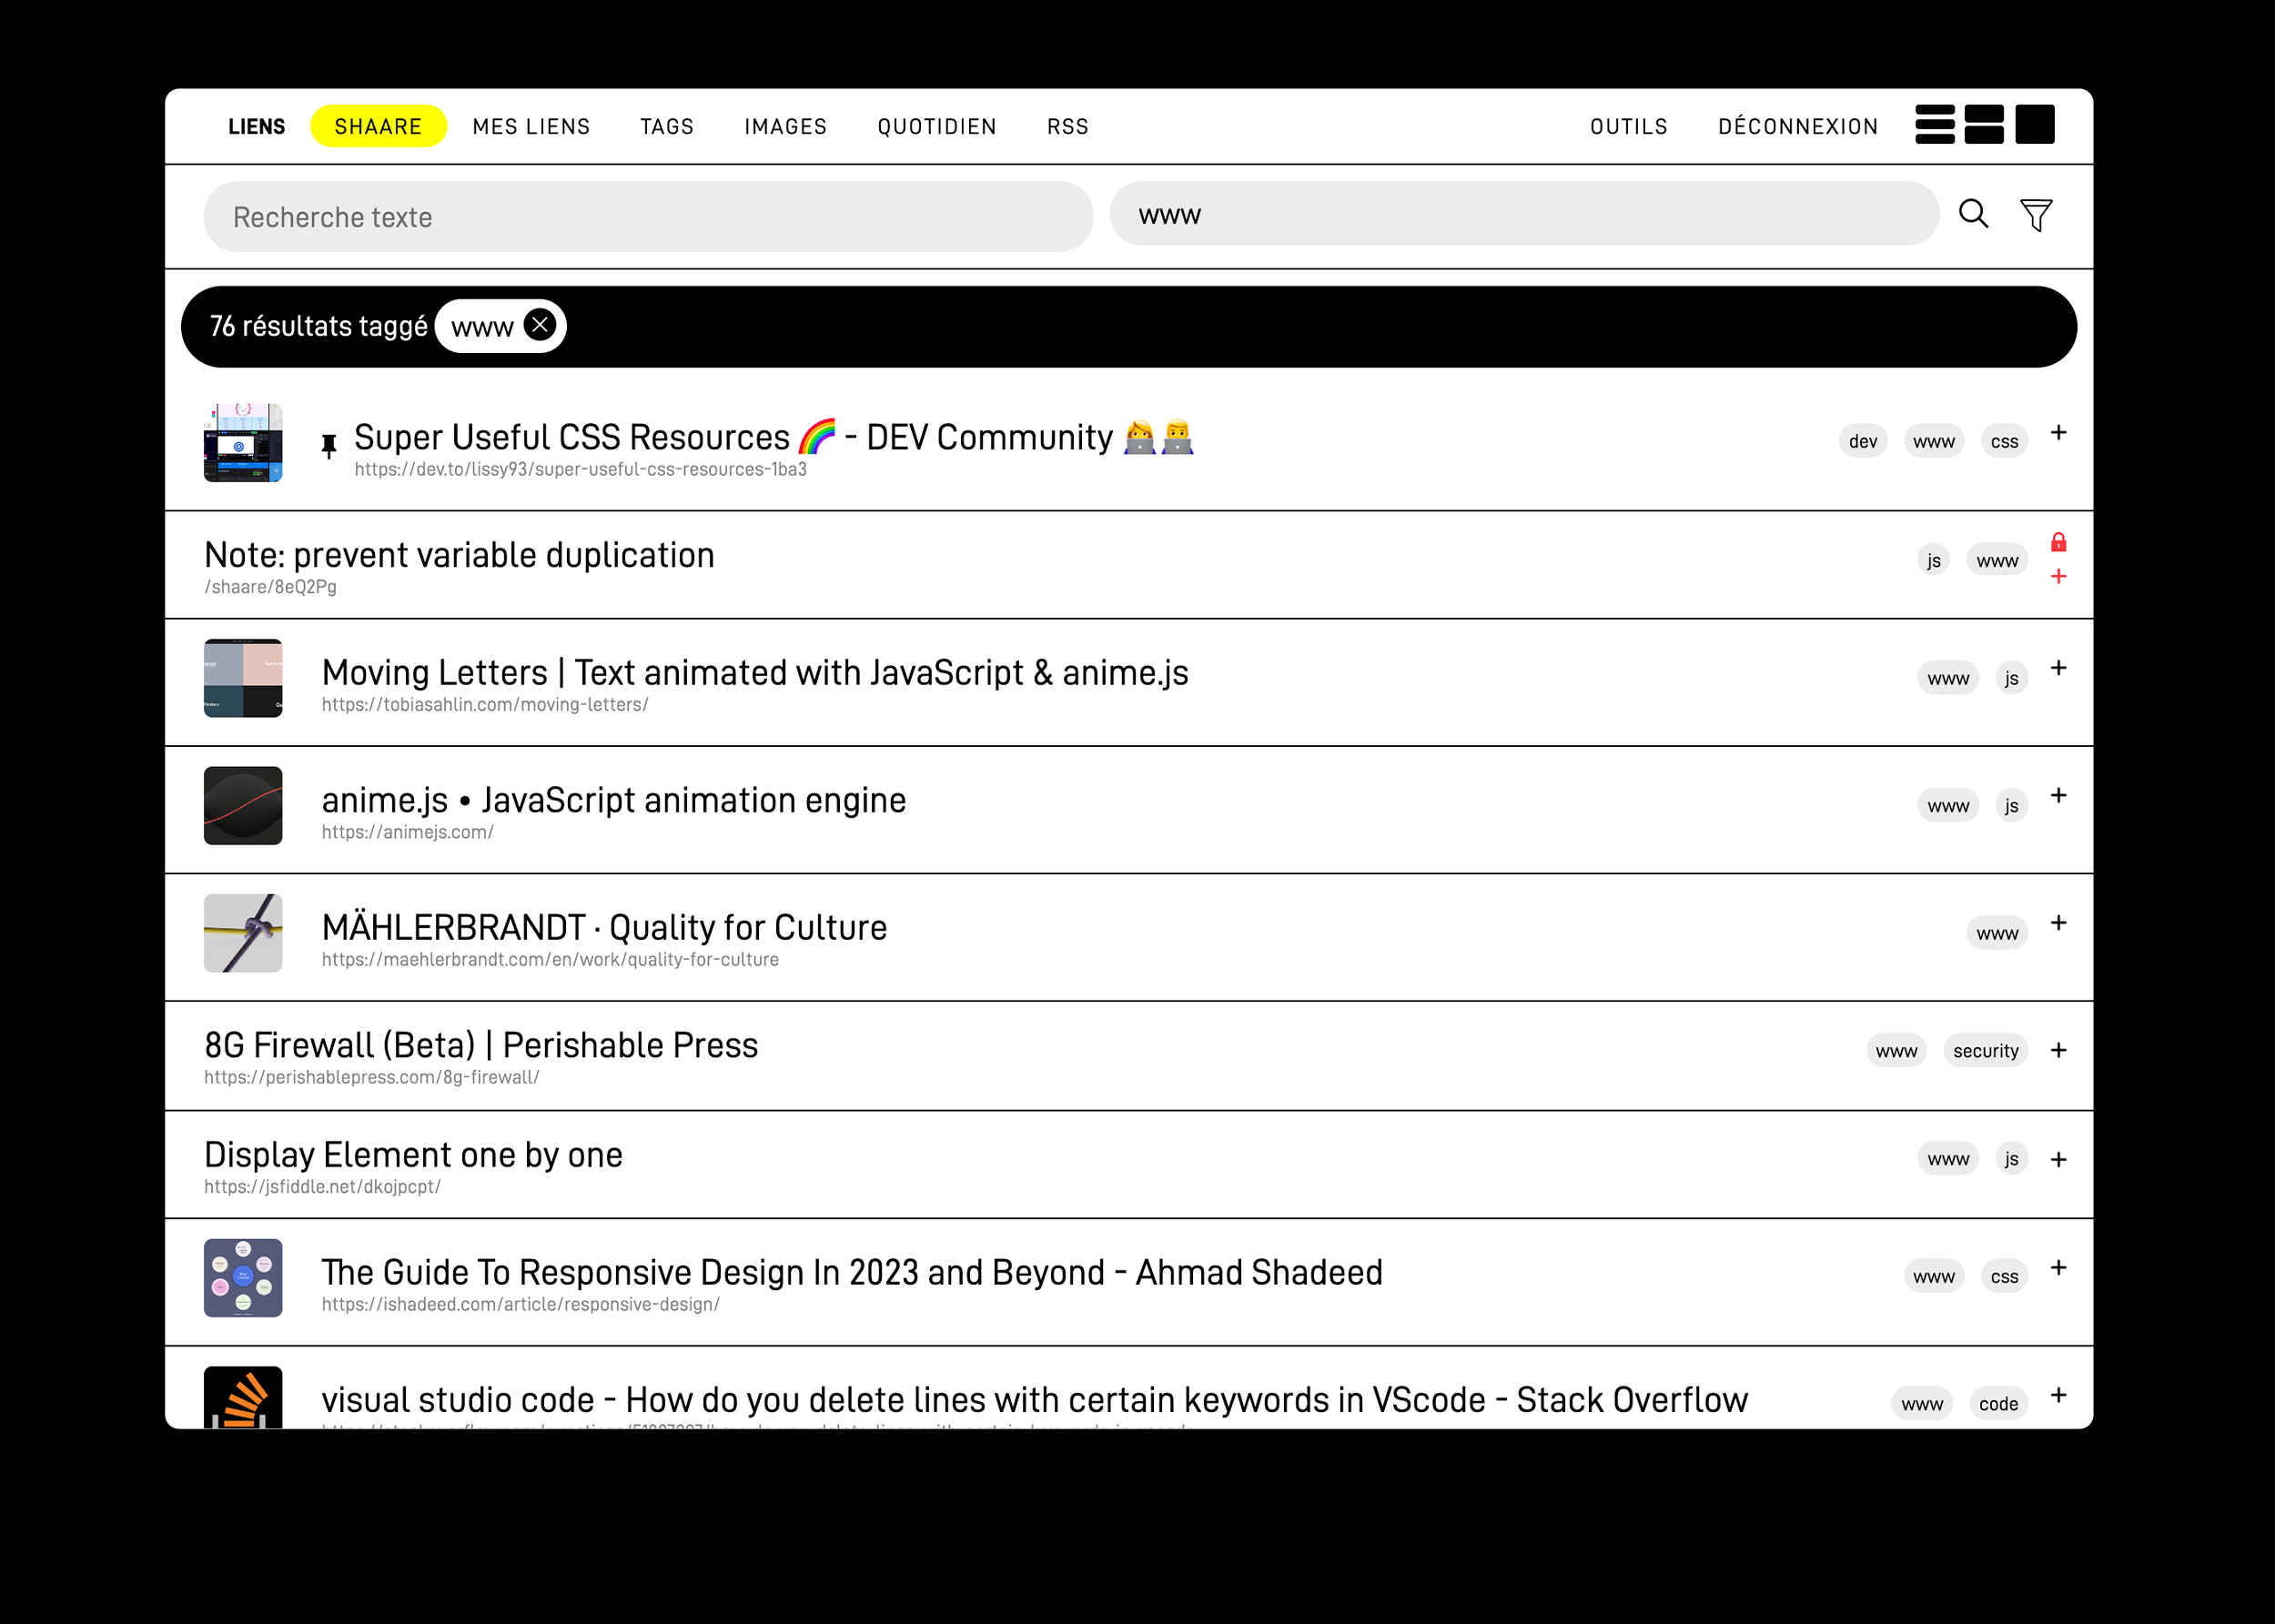 LIENS SHAARE MES LIENS TAGS IMAGES QUOTIDIEN RSS OUTILS DÉCONNEXION
Recherche texte www
76 résultats taggé www
Super Useful CSS Resources 🌈 - DEV Community 👩‍💻👨‍💻 dev www css +
https://dev.to/lissy93/super-useful-css-resources-1ba3
Note: prevent variable duplication js www +
/shaare/8eQ2Pg
Moving Letters | Text animated with JavaScript & anime.js www js +
https://tobiasahlin.com/moving-letters/
anime.js • JavaScript animation engine www js +
https://animejs.com/
MÄHLERBRANDT · Quality for Culture www +
https://maehlerbrandt.com/en/work/quality-for-culture
8G Firewall (Beta) | Perishable Press www security +
https://perishablepress.com/8g-firewall/
Display Element one by one www js +
https://jsfiddle.net/dkojpcpt/
The Guide To Responsive Design In 2023 and Beyond - Ahmad Shadeed www css +
https://ishadeed.com/article/responsive-design/
visual studio code - How do you delete lines with certain keywords in VScode - Stack Overflow www code +